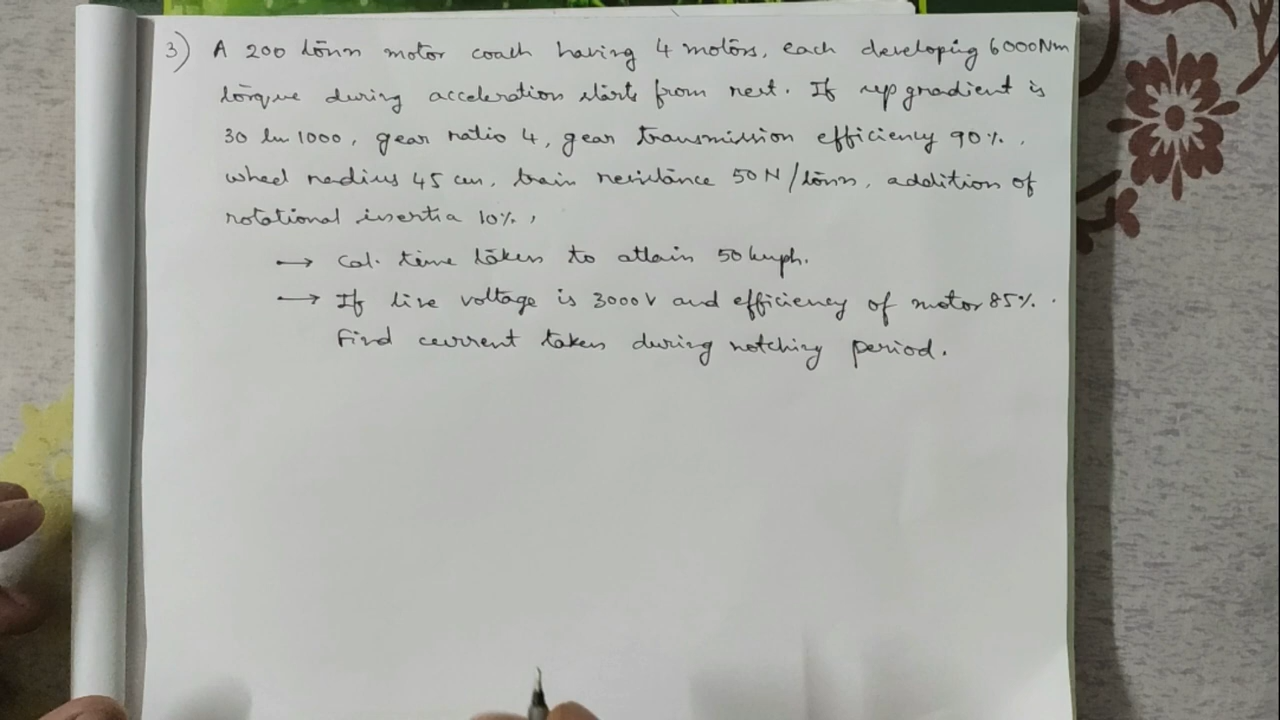 3) A 200 tonn motor coach having 4 motors, each developing 6000Nm
torque during acceleration starts from rest. If up gradient is
30 in 1000, gear ratio 4, gear transmission efficiency 90%,
wheel radius 45 cm, train resistance 50 N/tonn, addition of
rotational inertia 10%,
→ Cal. time taken to attain 50 kmph.
→ If line voltage is 3000 V and efficiency of motor 85%.
Find current taken during notching period.